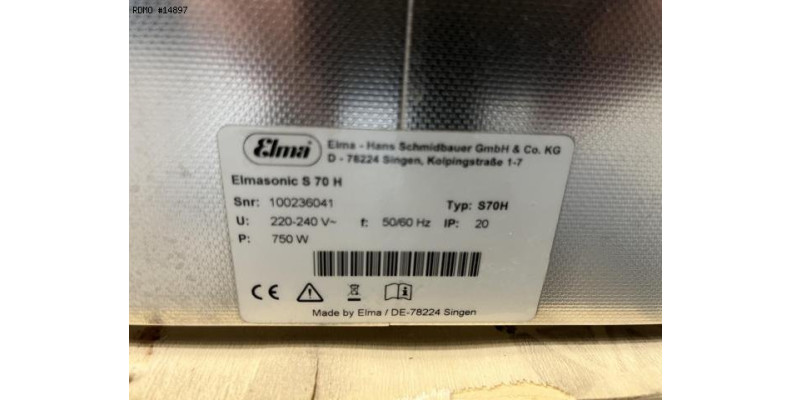 RDMO #14897
Elma
Elma - Hans Schmidbauer GmbH & Co. KG
D - 78224 Singen, Kolpingstraße 1-7
Elmasonic S 70 H
Snr: 100236041 Typ: S70H
U: 220-240 V~ f: 50/60 Hz IP: 20
P: 750 W
CE
Made by Elma / DE-78224 Singen